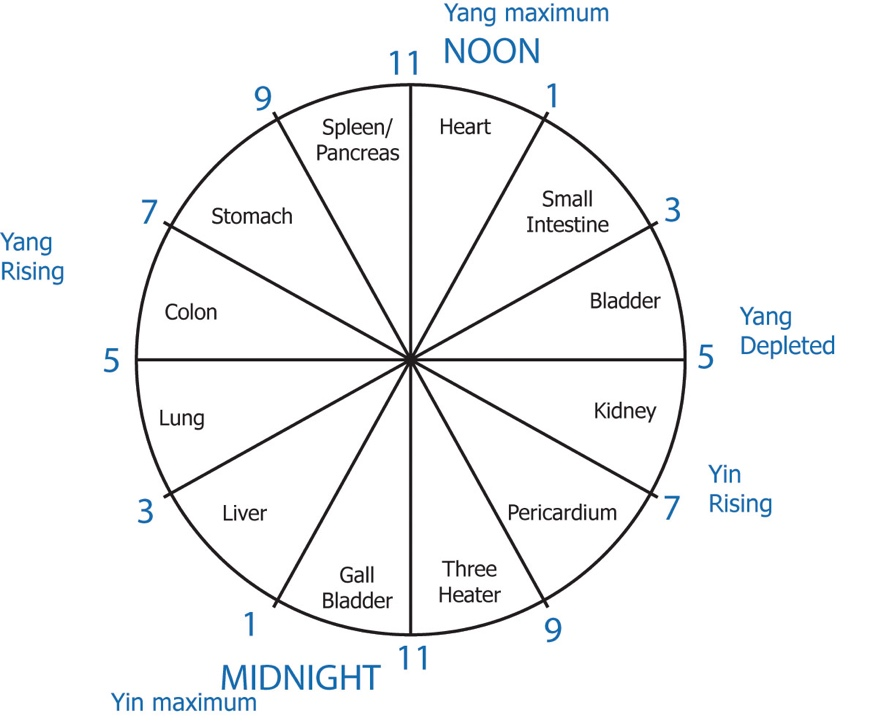 Yang maximum
NOON
11
9
1
Spleen/
Pancreas
Heart
Stomach
Small
Intestine
7
3
Yang
Rising
Colon
Bladder
Yang
Depleted
5
5
Lung
Kidney
Yin
Rising
3
7
Liver
Pericardium
Gall
Bladder
Three
Heater
1
9
11
MIDNIGHT
Yin maximum